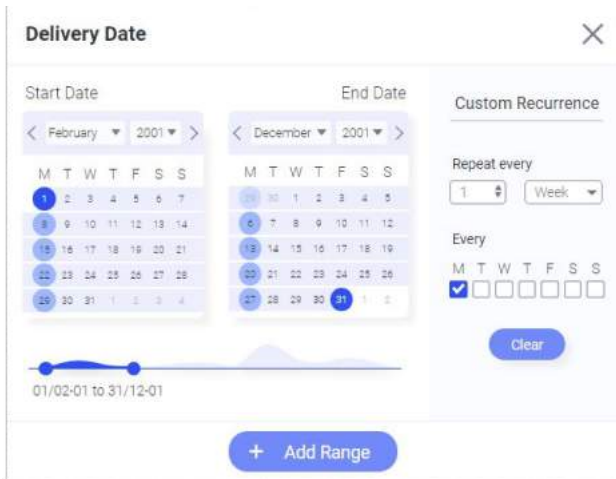 Delivery Date
Start Date
End Date
Custom Recurrence
February 2001
December 2001
M T W T F S S
M T W T F S S
1 2 3 4 5 6 7
29 30 1 2 3 4 5
8 9 10 11 12 13 14
6 7 8 9 10 11 12
15 16 17 18 19 20 21
13 14 15 16 17 18 19
22 23 24 25 26 27 28
20 21 22 23 24 25 26
29 30 31 1 2 3 4
27 28 29 30 31 1 2
Repeat every
1 Week
Every
M T W T F S S
Clear
01/02-01 to 31/12-01
+ Add Range